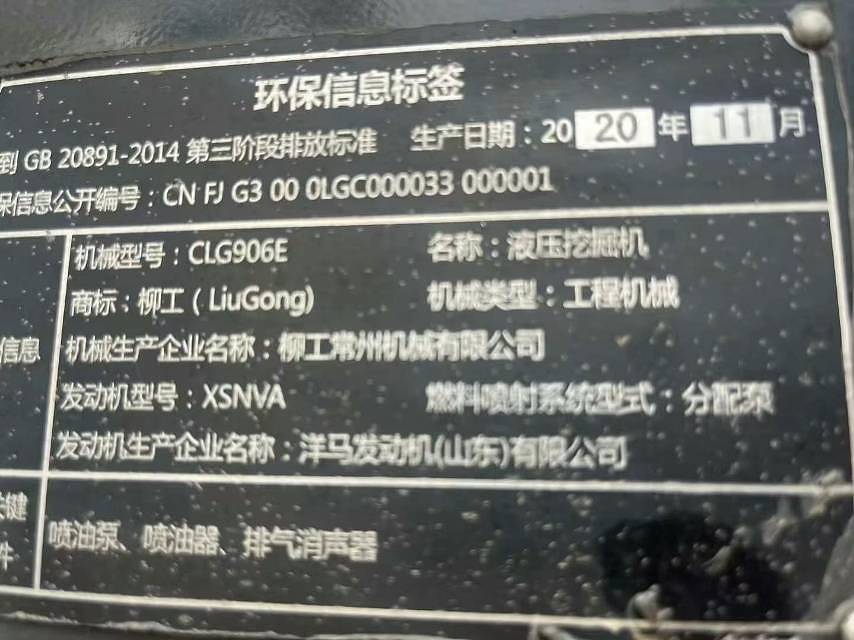 环保信息标签
到 GB 20891-2014 第三阶段排放标准 生产日期：20 20 年 11 月
保信息公开编号：CN FJ G3 00 0LGC000033 000001
机械型号：CLG906E 名称：液压挖掘机
商标：柳工（LiuGong) 机械类型：工程机械
信息 机械生产企业名称：柳工常州机械有限公司
发动机型号：XSNVA 燃料喷射系统型式：分配泵
发动机生产企业名称：洋马发动机(山东)有限公司
关键
件 喷油泵、喷油器、排气消声器